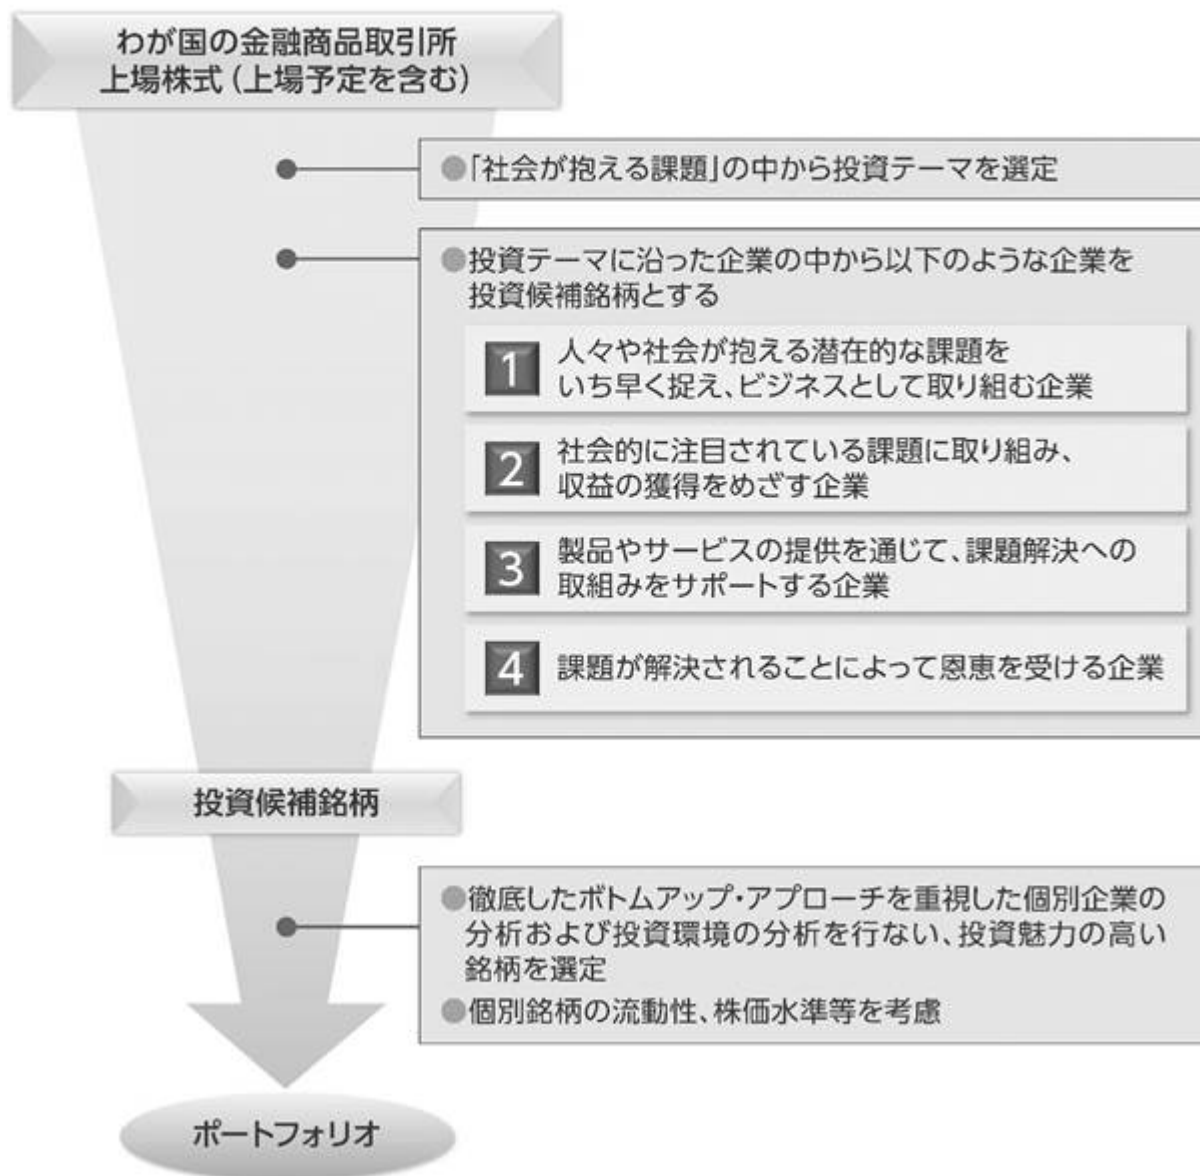 わが国の金融商品取引所
上場株式(上場予定を含む)
●「社会が抱える課題」の中から投資テーマを選定
●投資テーマに沿った企業の中から以下のような企業を
投資候補銘柄とする
1 人々や社会が抱える潜在的な課題を
いち早く捉え、ビジネスとして取り組む企業
2 社会的に注目されている課題に取り組み、
収益の獲得をめざす企業
3 製品やサービスの提供を通じて、課題解決への
取組みをサポートする企業
4 課題が解決されることによって恩恵を受ける企業
投資候補銘柄
●徹底したボトムアップ・アプローチを重視した個別企業の
分析および投資環境の分析を行ない、投資魅力の高い
銘柄を選定
●個別銘柄の流動性、株価水準等を考慮
ポートフォリオ